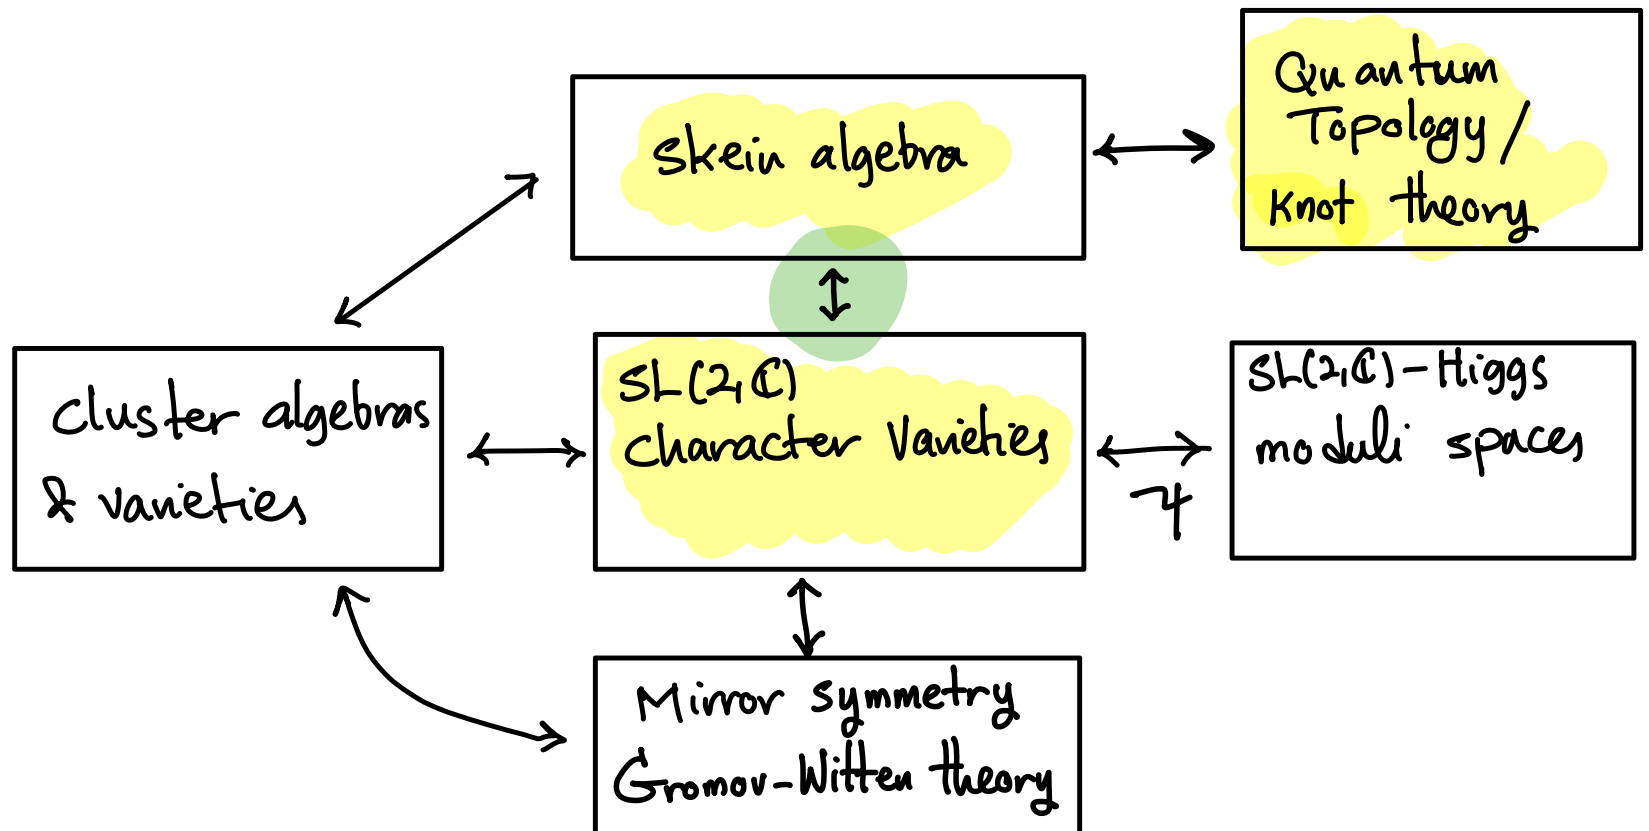 Skein algebra
Quantum
Topology/
Knot theory
Cluster algebras
& varieties
SL(2,ℂ)
Character Varieties
SL(2,ℂ)-Higgs
moduli spaces
Mirror symmetry
Gromov-Witten theory